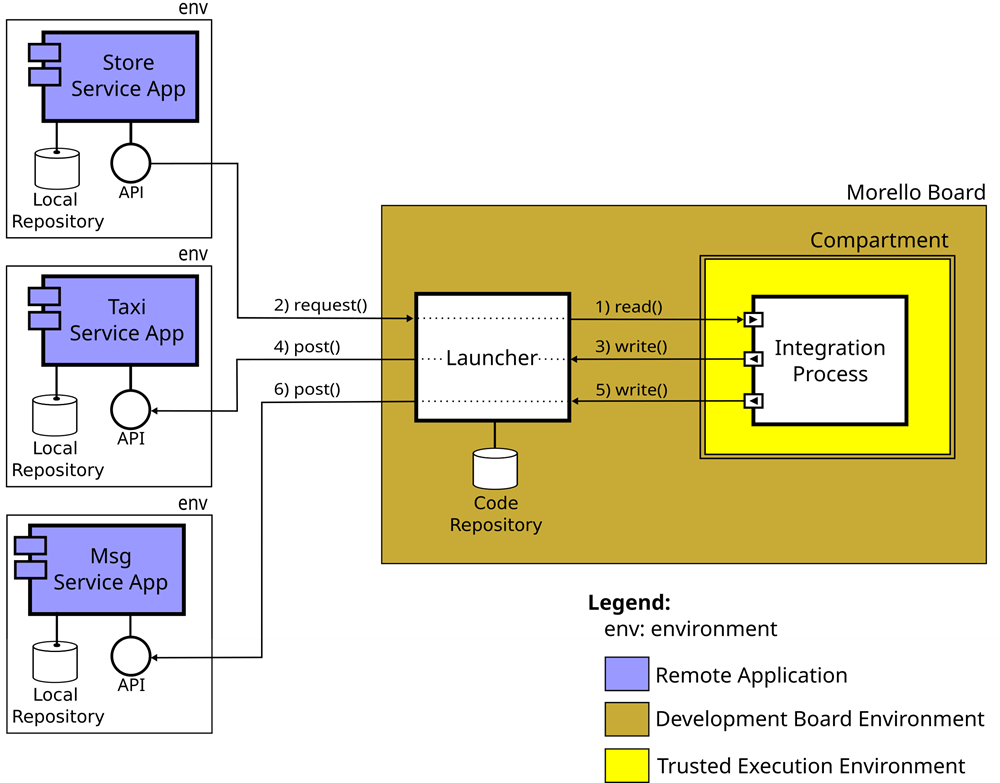 env
Store
Service App
Local
Repository
API
env
Taxi
Service App
Local
Repository
API
env
Msg
Service App
Local
Repository
API
2) request()
4) post()
6) post()
Morello Board
Compartment
Launcher
1) read()
3) write()
5) write()
Integration
Process
Code
Repository
Legend:
env: environment
Remote Application
Development Board Environment
Trusted Execution Environment